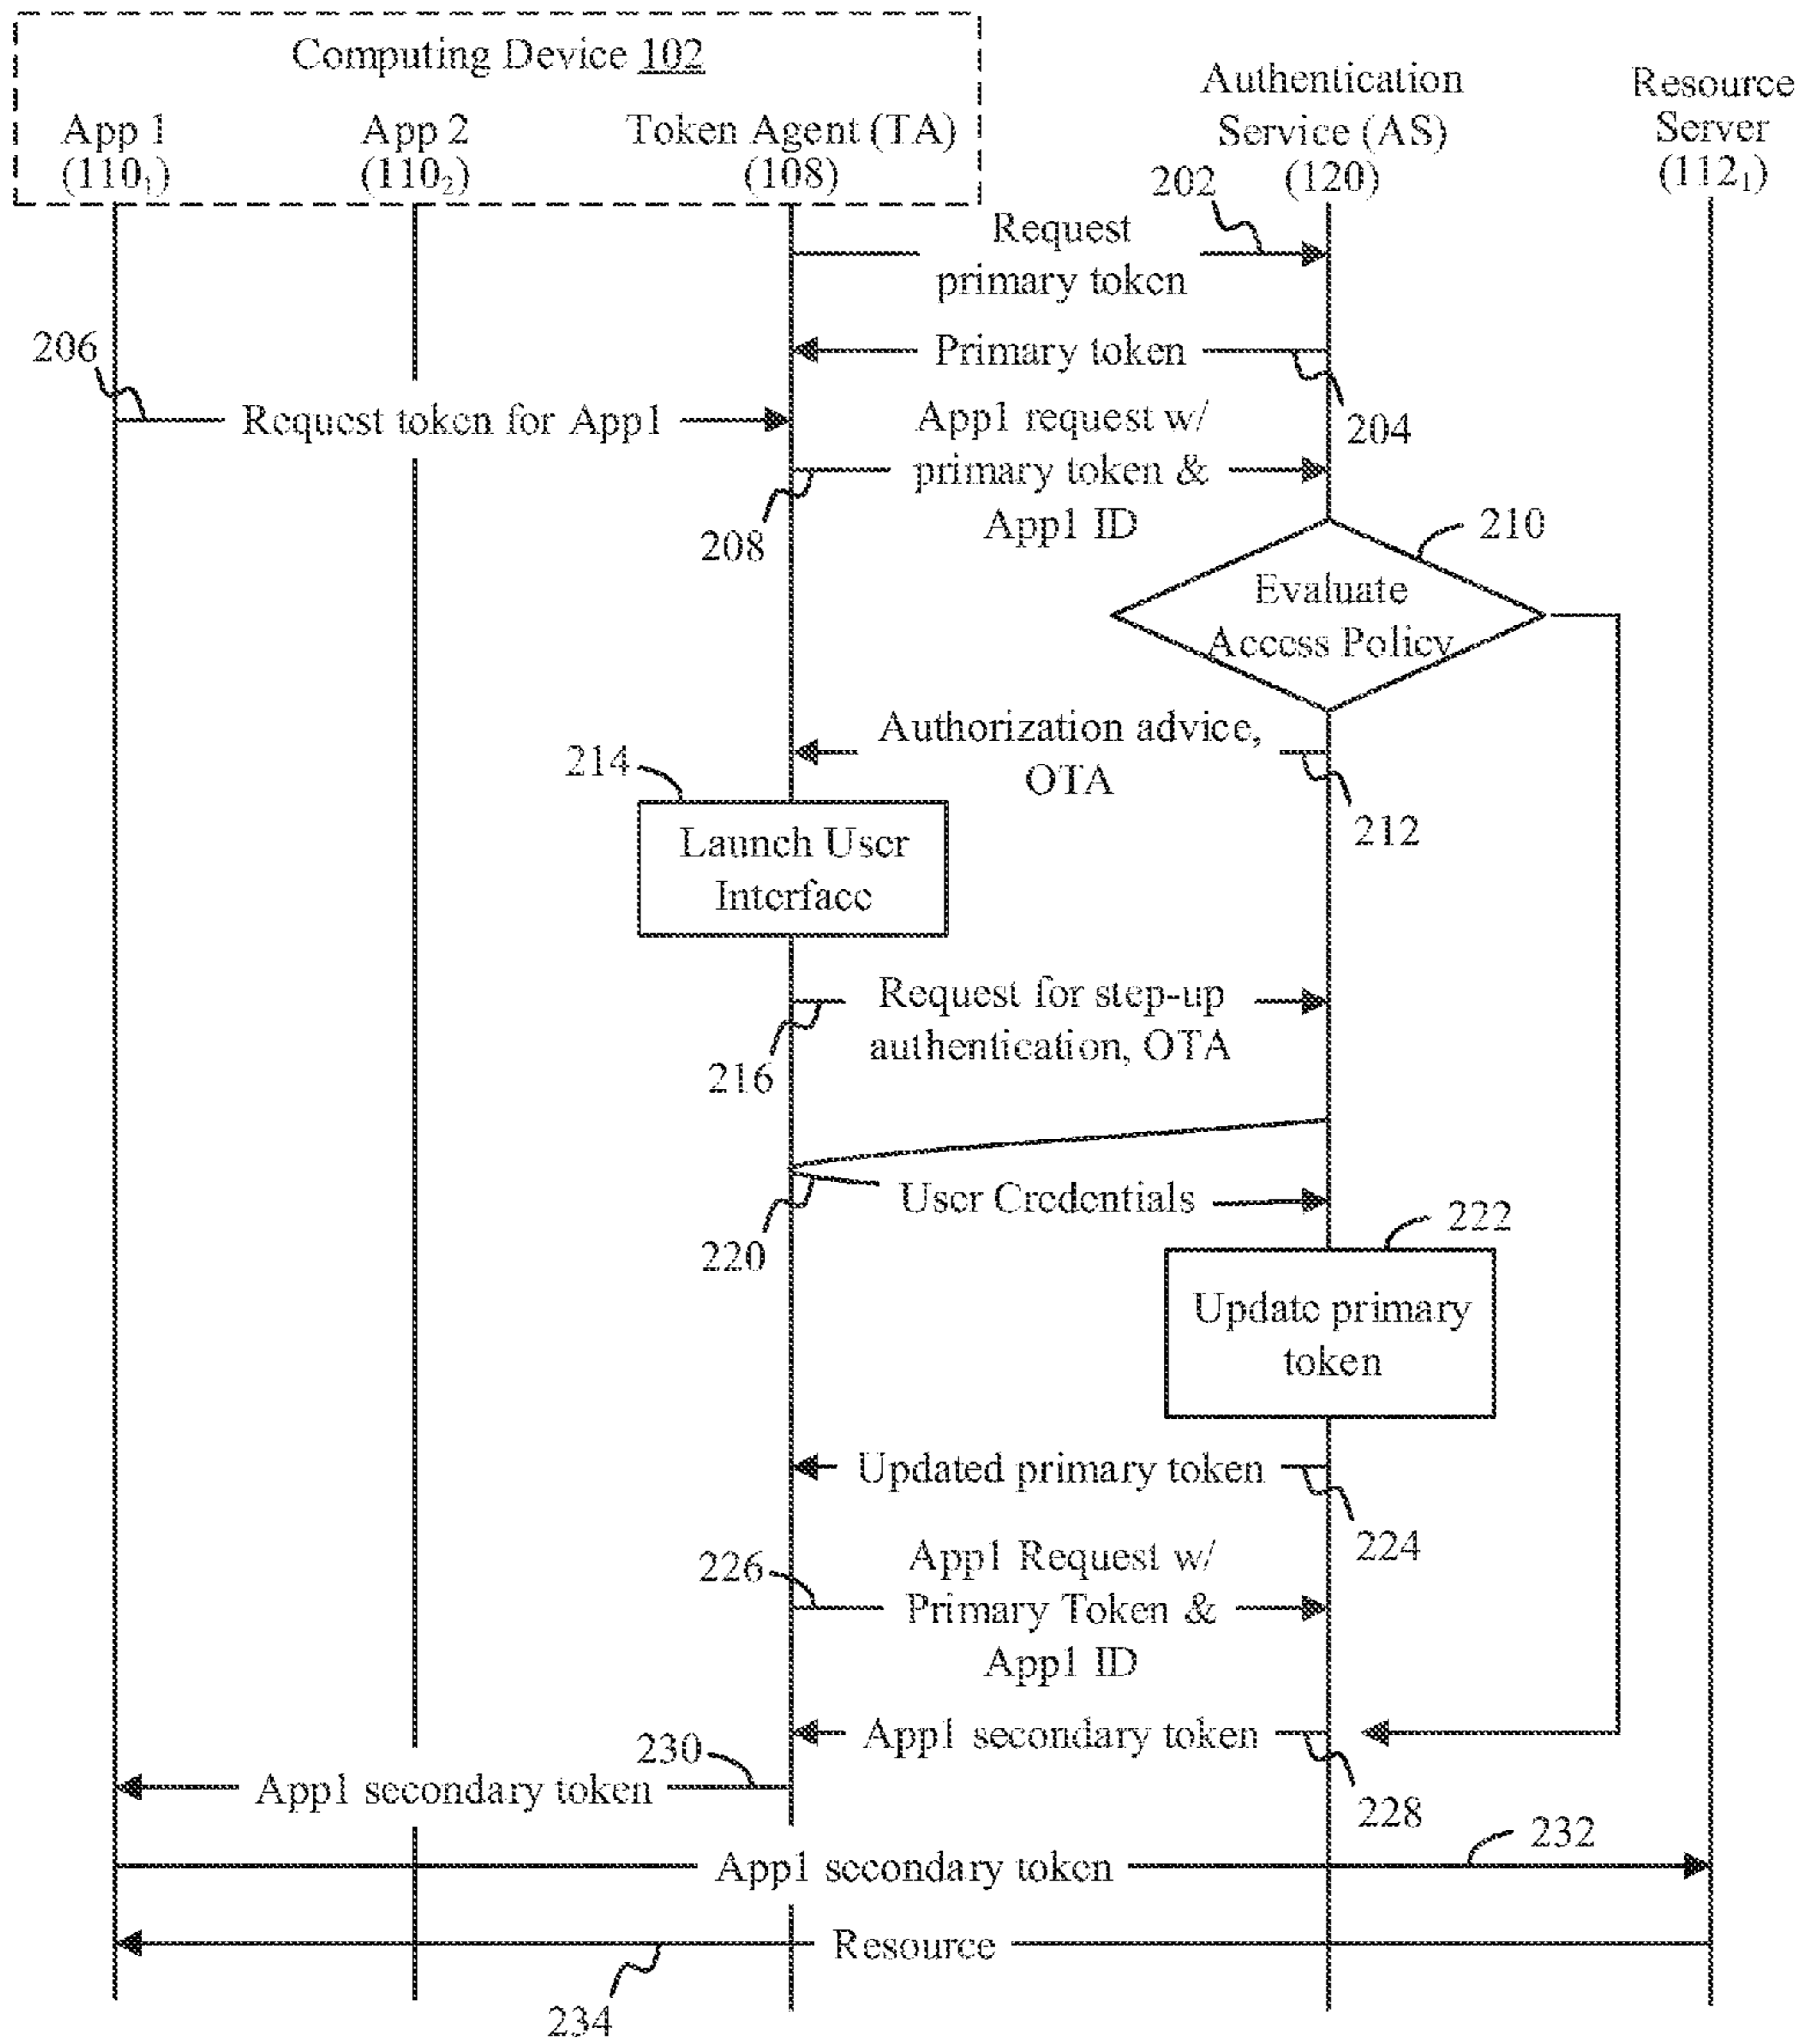 Computing Device 102
App 1
(110₁)
App 2
(110₂)
Token Agent (TA)
(108)
Authentication
Service (AS)
(120)
Resource
Server
(112₁)
202
Request
primary token
206
Primary token
204
Request token for App1
App1 request w/
primary token &
App1 ID
208
210
Evaluate
Access Policy
Authorization advice,
OTA
212
214
Launch User
Interface
Request for step-up
authentication, OTA
216
User Credentials
220
222
Update primary
token
Updated primary token
224
226
App1 Request w/
Primary Token &
App1 ID
App1 secondary token
228
230
App1 secondary token
232
App1 secondary token
Resource
234